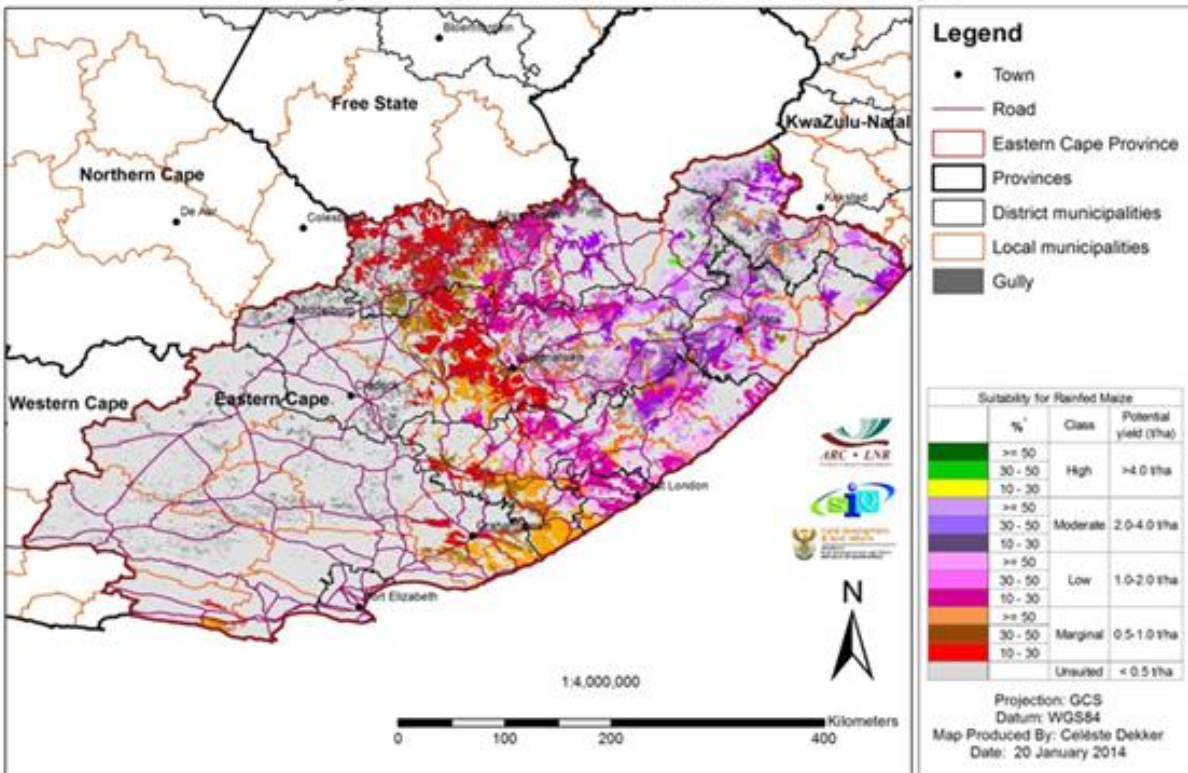 Bloemfontein
Free State
KwaZulu-Natal
Northern Cape
De Aar
Kokstad
Middelburg
Cradock
Western Cape
Eastern Cape
East London
Port Elizabeth
ARC • LNR
siq
N
1:4,000,000
Kilometers
0 100 200 400
Legend
Town
Road
Eastern Cape Province
Provinces
District municipalities
Local municipalities
Gully
Suitability for Rainfed Maize
%* Class Potential yield (t/ha)
>= 50
30 - 50 High >4.0 t/ha
10 - 30
>= 50
30 - 50 Moderate 2.0-4.0 t/ha
10 - 30
>= 50
30 - 50 Low 1.0-2.0 t/ha
10 - 30
>= 50
30 - 50 Marginal 0.5-1.0 t/ha
10 - 30
Unsuited < 0.5 t/ha
Projection: GCS
Datum: WGS84
Map Produced By: Celéste Dekker
Date: 20 January 2014